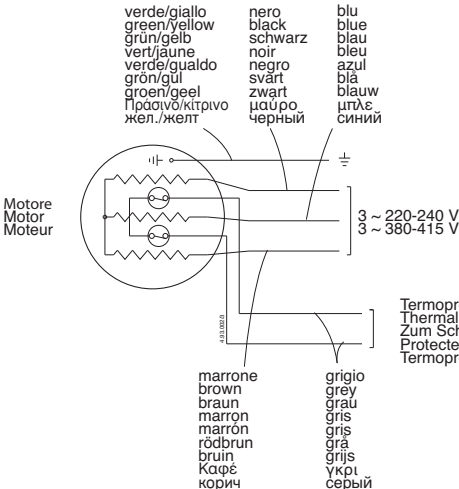 verde/giallo
green/yellow
grün/gelb
vert/jaune
verde/gualdo
grön/gul
groen/geel
Πράσινο/κίτρινο
жел./желт
nero
black
schwarz
noir
negro
svart
zwart
μαύρο
черный
blu
blue
blau
bleu
azul
blå
blauw
μπλε
синий
Motore
Motor
Moteur
3 ~ 220-240 V
3 ~ 380-415 V
Termopr
Thermal
Zum Sch
Protecte
Termopr
marrone
brown
braun
marron
marrón
rödbrun
bruin
Καφέ
корич
grigio
grey
grau
gris
gris
grå
grijs
γκρι
серый